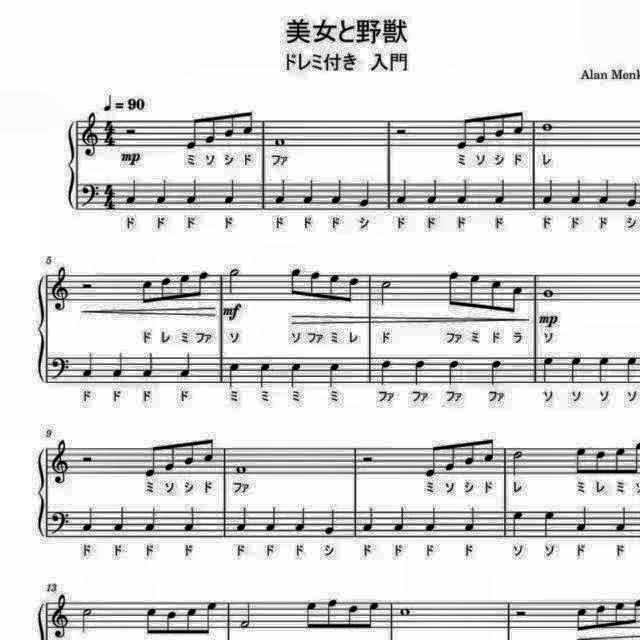 美女と野獣
ドレミ付き 入門
Alan Menk
♩ = 90
mp
ミ ソ シ ド ファ ミ ソ シ ド レ
ド ド ド ド ド ド ド シ ド ド ド ド ド ド ド シ
5
mf
mp
ド レ ミ ファ ソ ソ ファ ミ レ ド ファ ミ ド ラ ソ
ド ド ド ド ミ ミ ミ ミ ファ ファ ファ ファ ソ ソ ソ ソ
9
ミ ソ シ ド ファ ミ ソ シ ド レ ミ レ ミ
ド ド ド ド ド ド ド シ ド ド ド ド ソ ソ ド ド
13